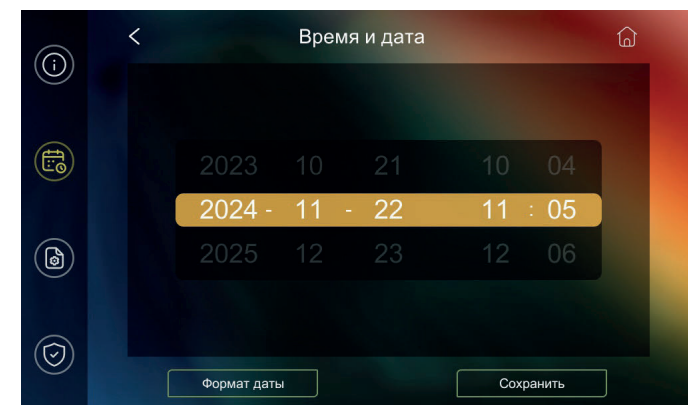 Время и дата
2023 10 21 10 04
2024 - 11 - 22 11 : 05
2025 12 23 12 06
Формат даты Сохранить